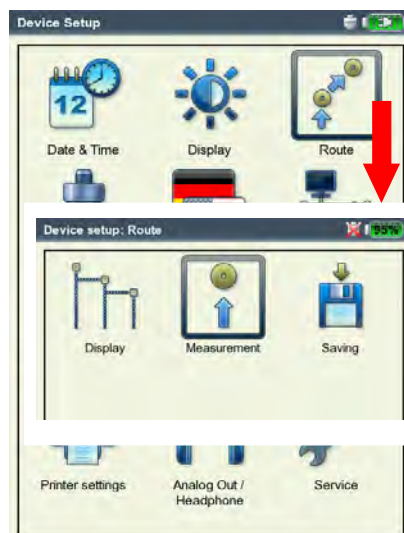 Device Setup
12
Date & Time Display Route
Device setup: Route
95%
Display Measurement Saving
Printer settings Analog Out / Service
Headphone